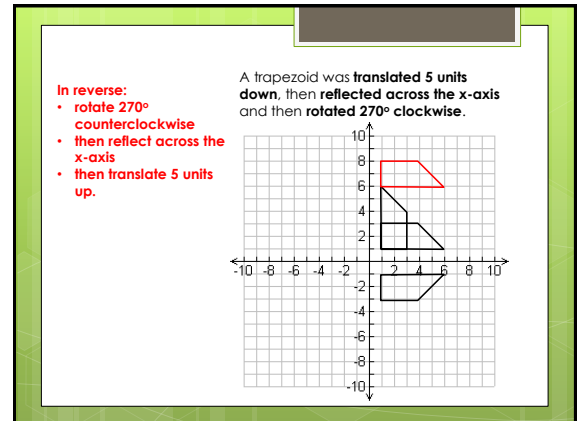 In reverse:
• rotate 270° counterclockwise
• then reflect across the x-axis
• then translate 5 units up.
A trapezoid was translated 5 units
down, then reflected across the x-axis
and then rotated 270° clockwise.
10
8
6
4
2
-10 -8 -6 -4 -2 2 4 6 8 10
-2
-4
-6
-8
-10